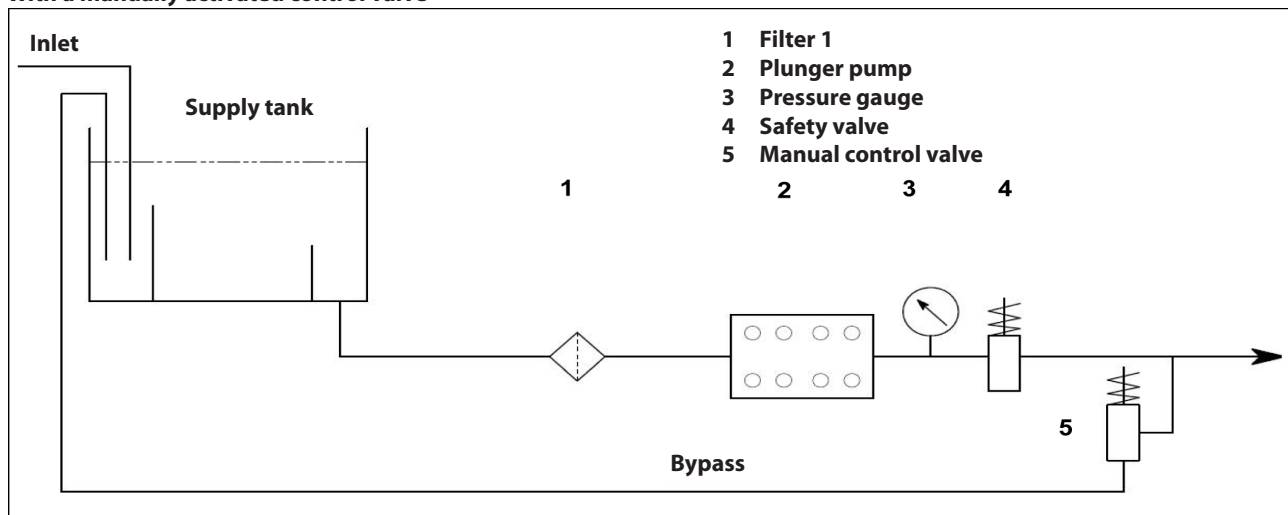 with a manually activated control valve
Inlet
Supply tank
1 Filter 1
2 Plunger pump
3 Pressure gauge
4 Safety valve
5 Manual control valve
1 2 3 4
5
Bypass